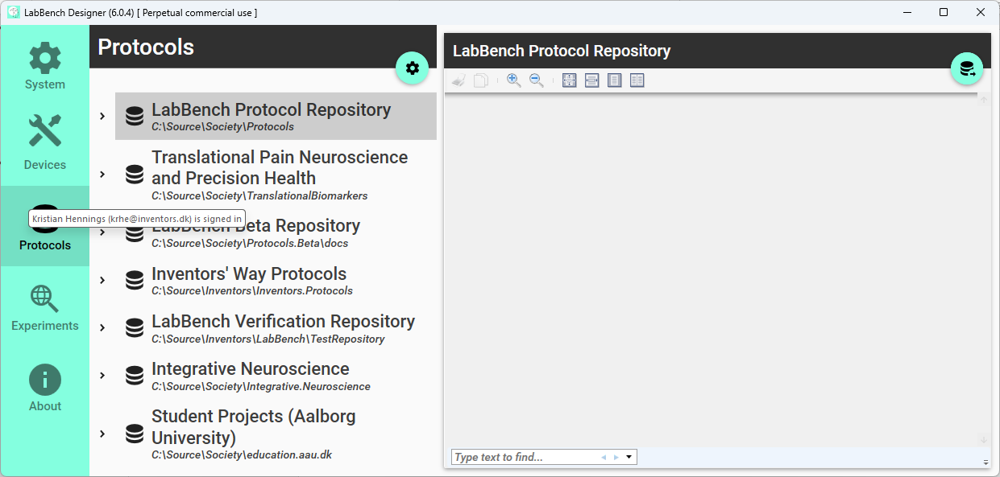 LabBench Designer (6.0.4) [ Perpetual commercial use ]
System
Devices
Protocols
Experiments
About
Kristian Hennings (krhe@inventors.dk) is signed in
Protocols
LabBench Protocol Repository
C:\Source\Society\Protocols
Translational Pain Neuroscience
and Precision Health
C:\Source\Society\TranslationalBiomarkers
LabBench Beta Repository
C:\Source\Society\Protocols.Beta\docs
Inventors' Way Protocols
C:\Source\Inventors\Inventors.Protocols
LabBench Verification Repository
C:\Source\Inventors\LabBench\TestRepository
Integrative Neuroscience
C:\Source\Society\Integrative.Neuroscience
Student Projects (Aalborg
University)
C:\Source\Society\education.aau.dk
LabBench Protocol Repository
Type text to find...